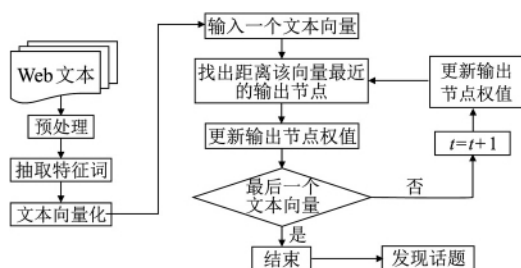 Web 文本
预处理
抽取特征词
文本向量化
输入一个文本向量
找出距离该向量最近
的输出节点
更新输出节点权值
最后一个
文本向量
否
是
结束
发现话题
t=t+1
更新输出
节点权值